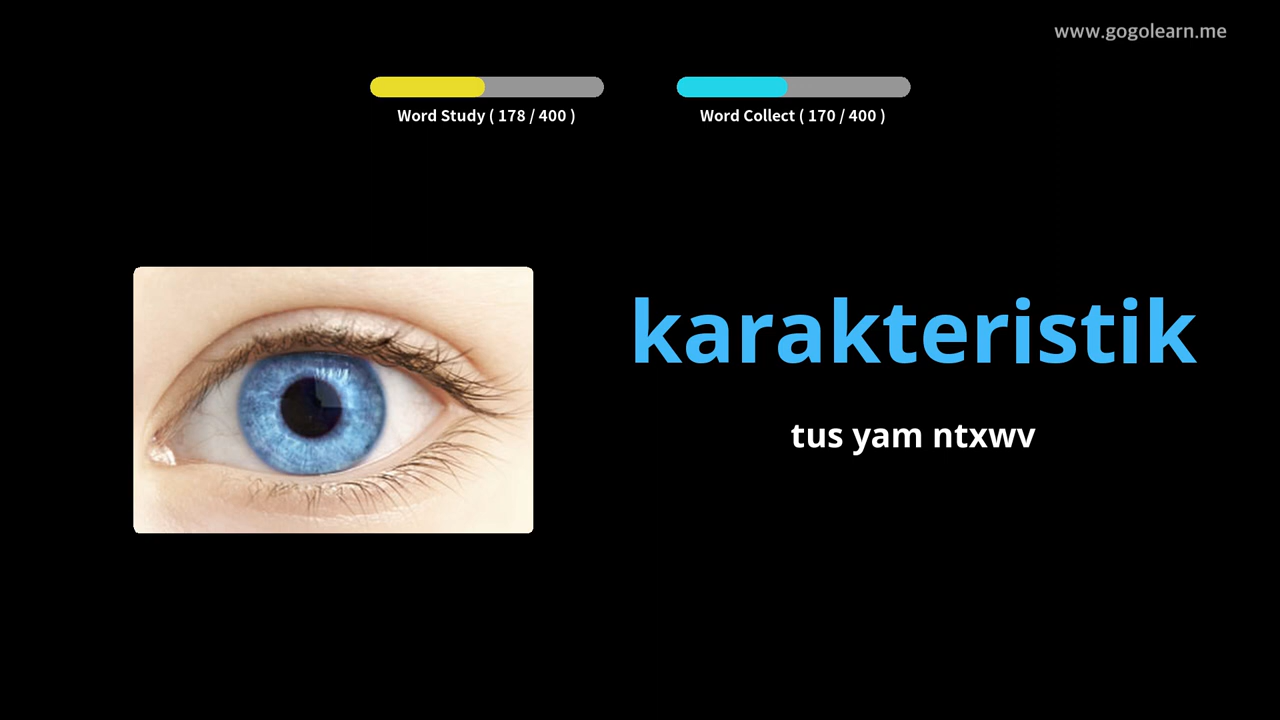 www.gogolearn.me
Word Study ( 178 / 400 )
Word Collect ( 170 / 400 )
karakteristik
tus yam ntxwv